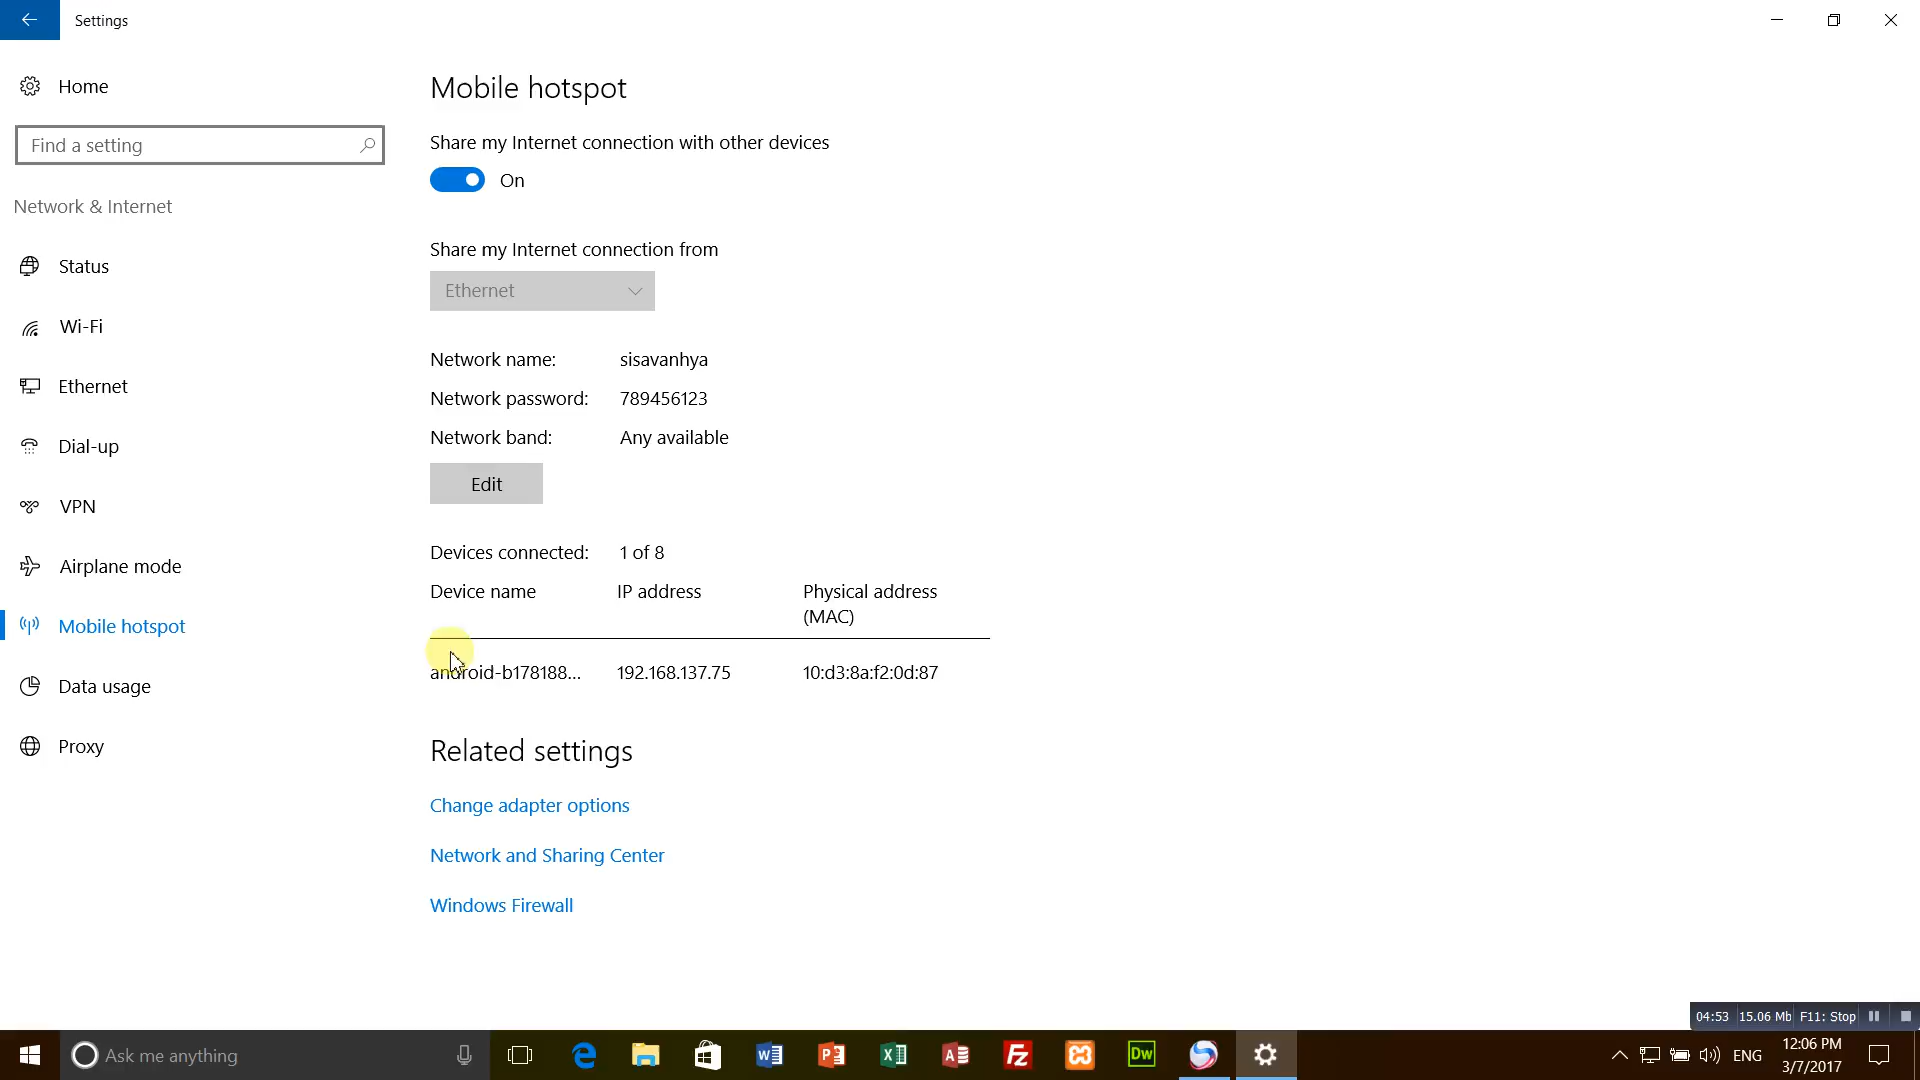 Settings
Home
Find a setting
Network & Internet
Status
Wi-Fi
Ethernet
Dial-up
VPN
Airplane mode
Mobile hotspot
Data usage
Proxy
Mobile hotspot
Share my Internet connection with other devices
On
Share my Internet connection from
Ethernet
Network name: sisavanhya
Network password: 789456123
Network band: Any available
Edit
Devices connected: 1 of 8
Device name IP address Physical address
(MAC)
android-b178188... 192.168.137.75 10:d3:8a:f2:0d:87
Related settings
Change adapter options
Network and Sharing Center
Windows Firewall
04:53 15.06 Mb F11: Stop
Ask me anything
Dw
ENG
12:06 PM
3/7/2017